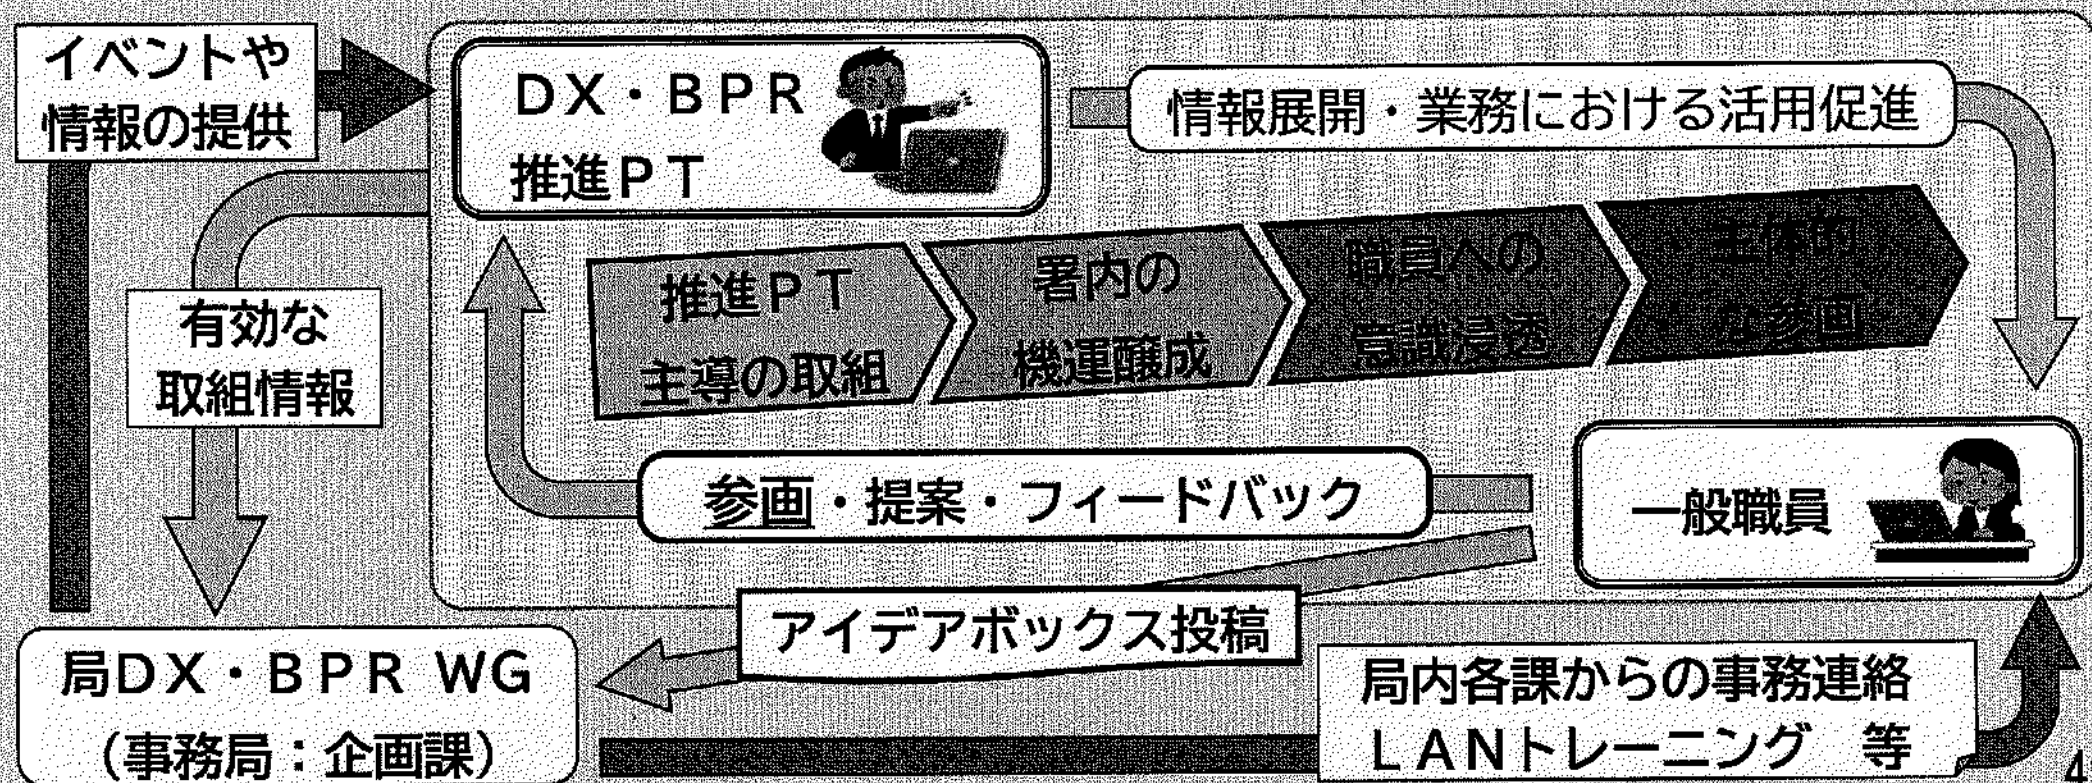 イベントや
情報の提供
DX・BPR
推進PT
情報展開・業務における活用促進
推進PT
主導の取組
署内の
機運醸成
職員への
意識浸透
主体的
な参画
有効な
取組情報
参画・提案・フィードバック
一般職員
アイデアボックス投稿
局DX・BPR WG
(事務局：企画課)
局内各課からの事務連絡
LANトレーニング 等
4